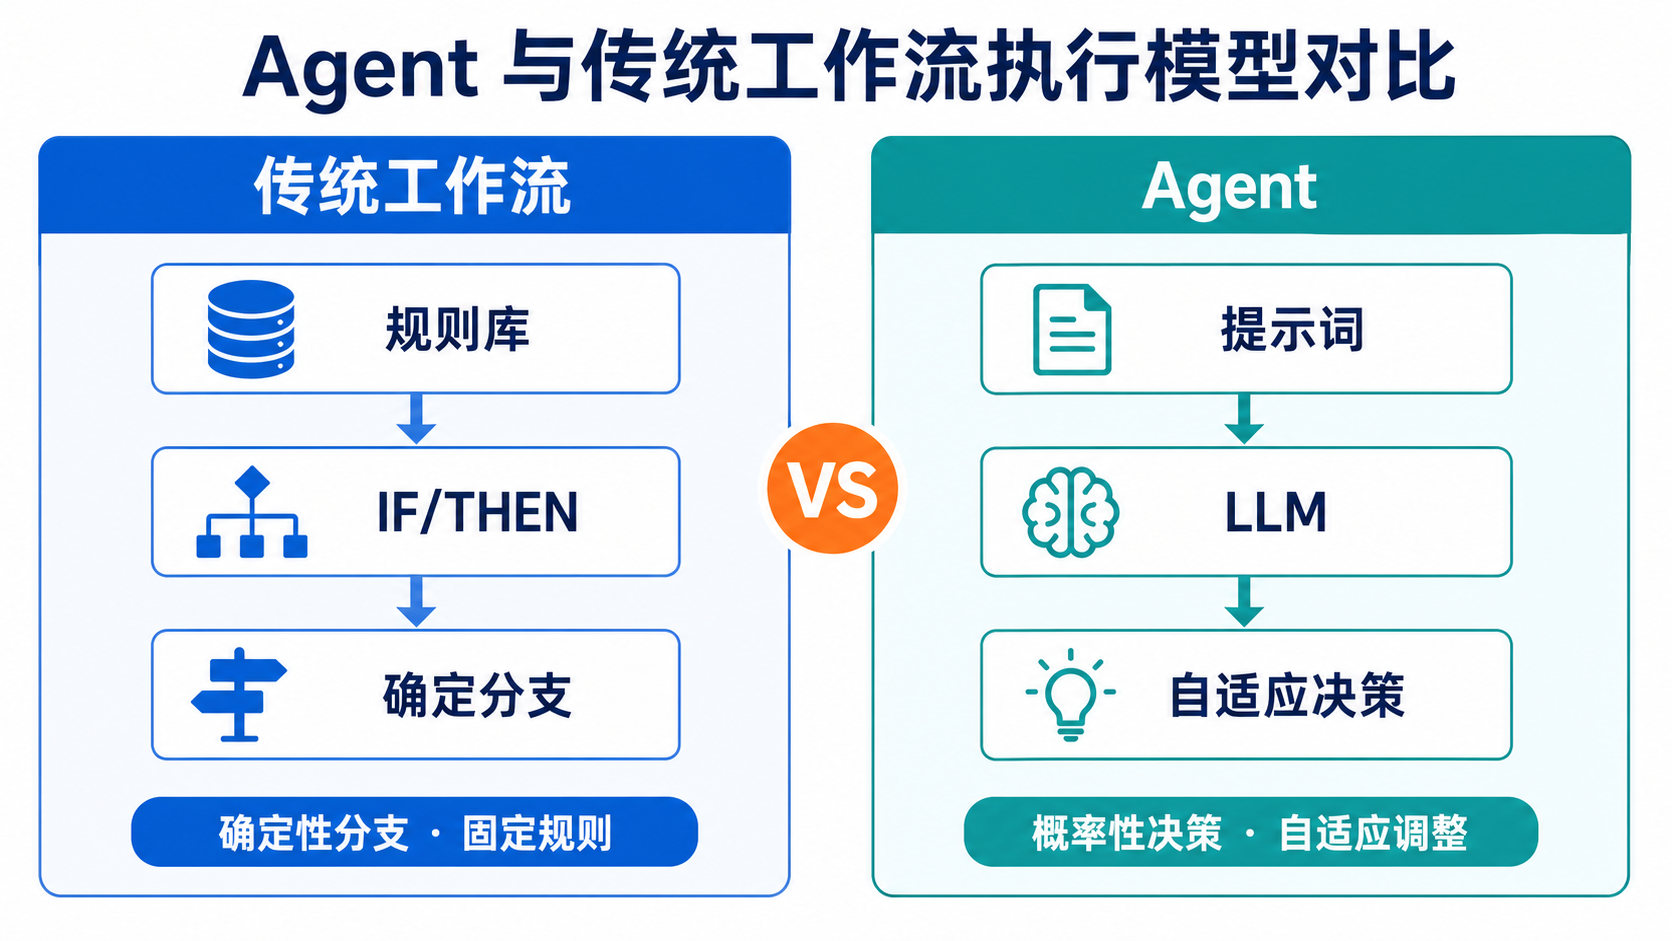 Agent 与传统工作流执行模型对比
传统工作流
规则库
IF/THEN
确定分支
确定性分支 · 固定规则
VS
Agent
提示词
LLM
自适应决策
概率性决策 · 自适应调整